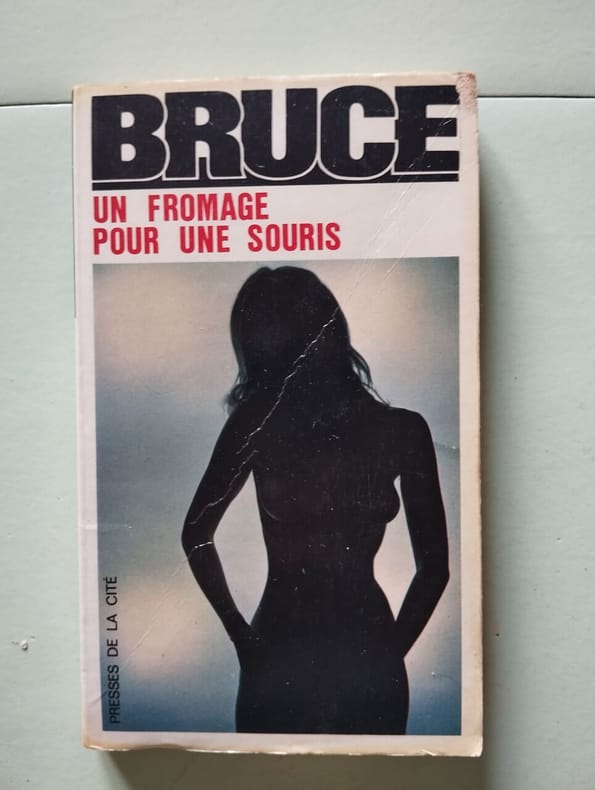 BRUCE
UN FROMAGE
POUR UNE SOURIS
PRESSES DE LA CITÉ